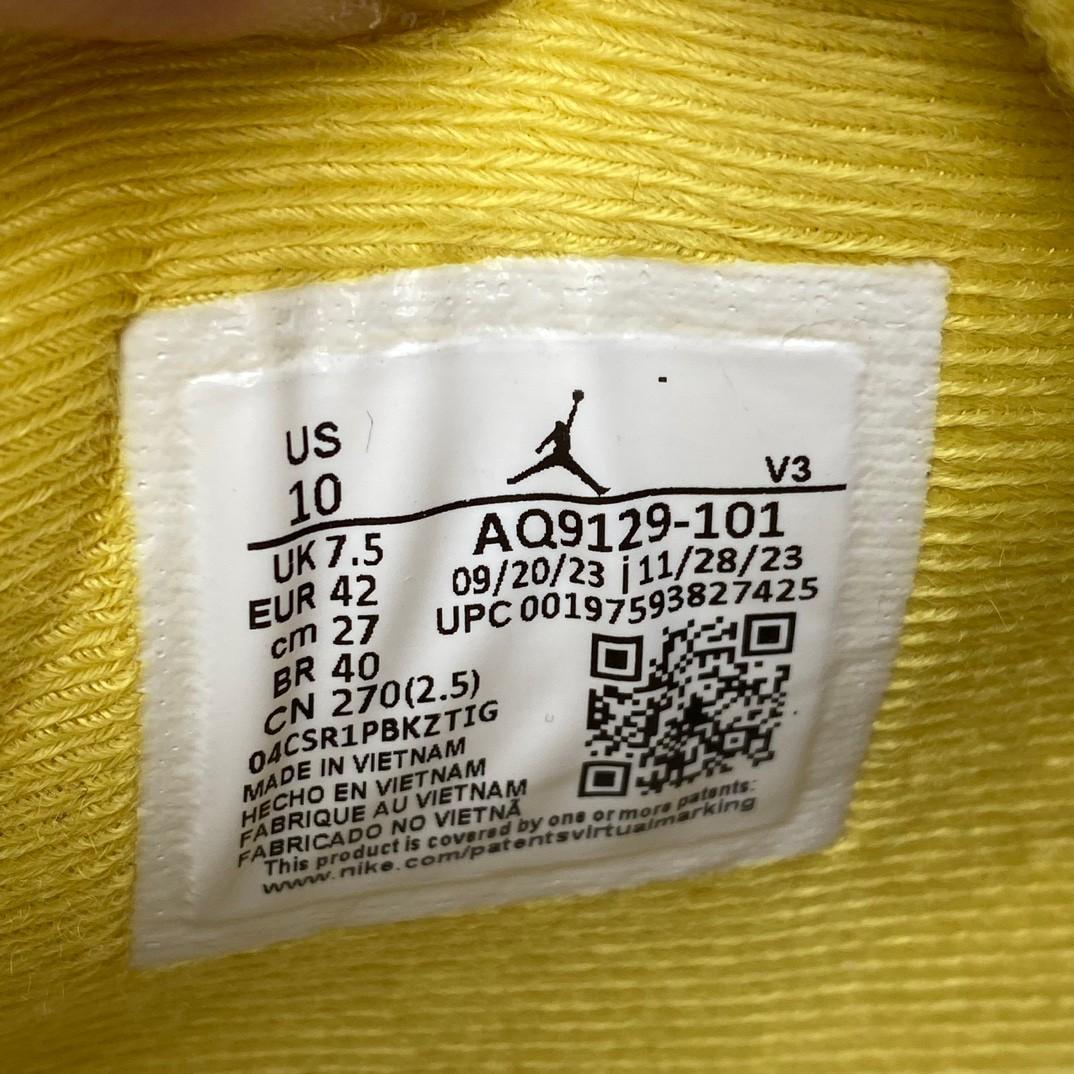 US
10
V3
UK 7.5
EUR 42
cm 27
BR 40
CN 270(2.5)
AQ9129-101
09/20/23 j 11/28/23
UPC 00197593827425
04CSR1PBKZTIG
MADE IN VIETNAM
HECHO EN VIETNAM
FABRIQUE AU VIETNAM
FABRICADO NO VIETNÃ
This product is covered by one or more patents:
www.nike.com/patentsvirtualmarking